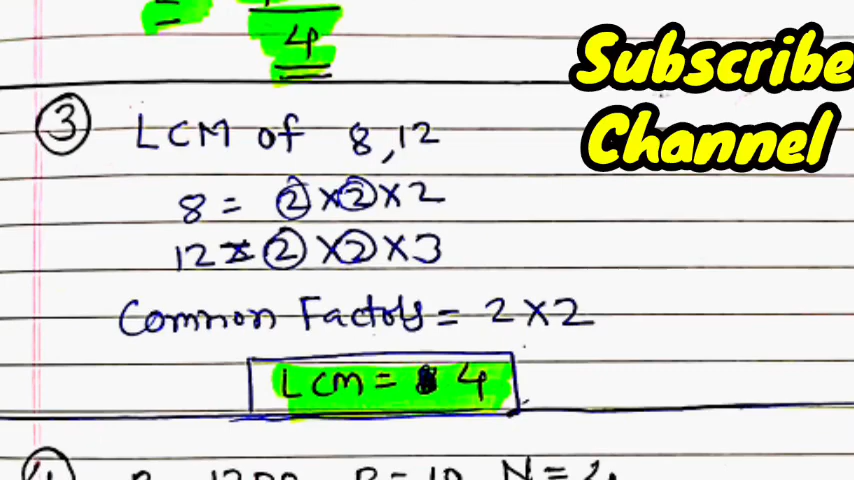 =
4
Subscribe
Channel
③ LCM of 8,12
8 = 2×2×2
12 = 2×2×3
Common Factors = 2×2
LCM = 4
④